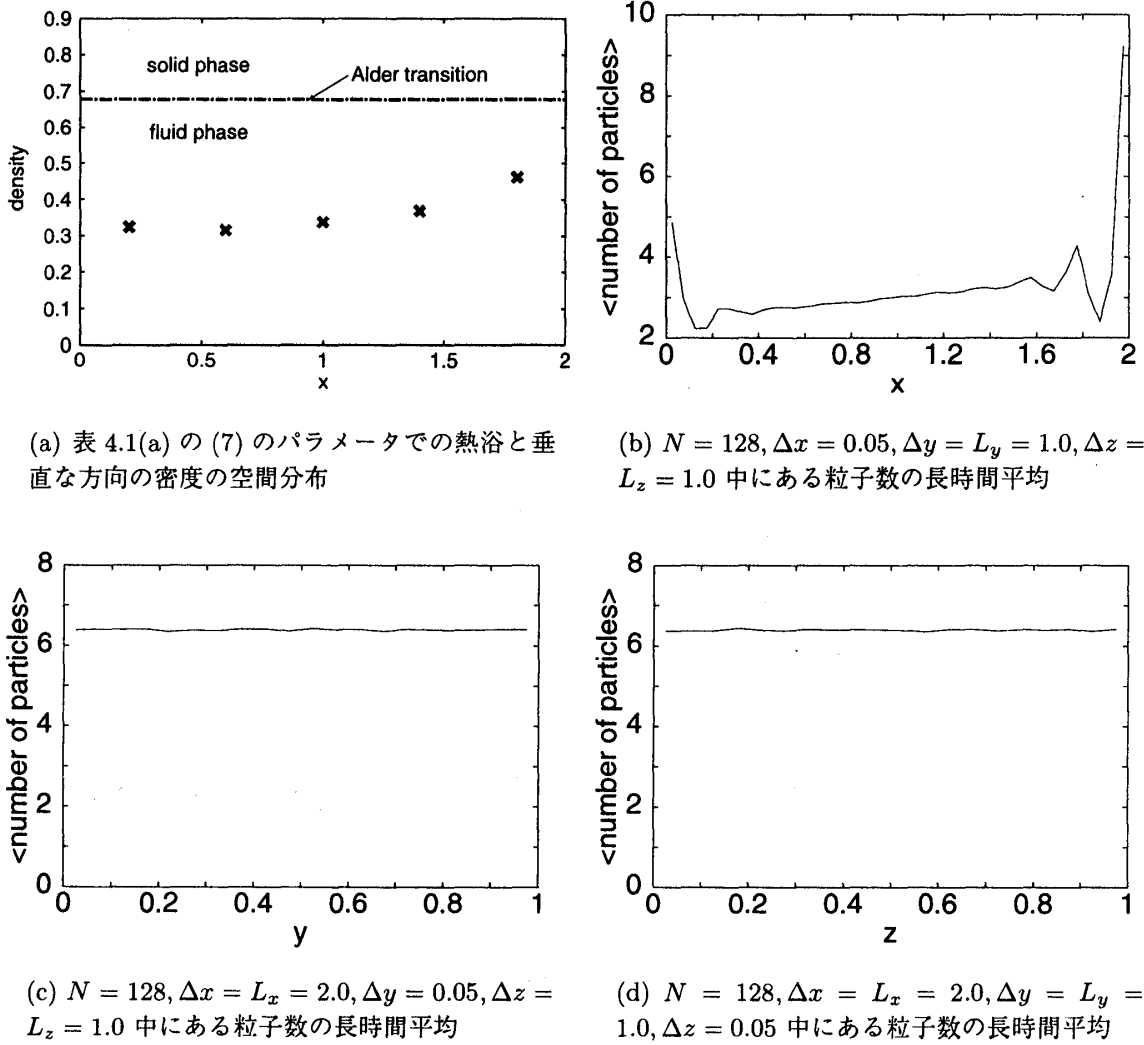 0.9
0.8
0.7
0.6
0.5
0.4
0.3
0.2
0.1
0
density
solid phase
Alder transition
fluid phase
0 0.5 1 1.5 2
x
(a) 表 4.1(a) の (7) のパラメータでの熱浴と垂
直な方向の密度の空間分布
10
8
6
4
2
<number of particles>
0 0.4 0.8 1.2 1.6 2
x
(b) N = 128, Δx = 0.05, Δy = L_y = 1.0, Δz =
L_z = 1.0 中にある粒子数の長時間平均
8
6
4
2
0
<number of particles>
0 0.2 0.4 0.6 0.8 1
y
(c) N = 128, Δx = L_x = 2.0, Δy = 0.05, Δz =
L_z = 1.0 中にある粒子数の長時間平均
8
6
4
2
0
<number of particles>
0 0.2 0.4 0.6 0.8 1
z
(d) N = 128, Δx = L_x = 2.0, Δy = L_y =
1.0, Δz = 0.05 中にある粒子数の長時間平均